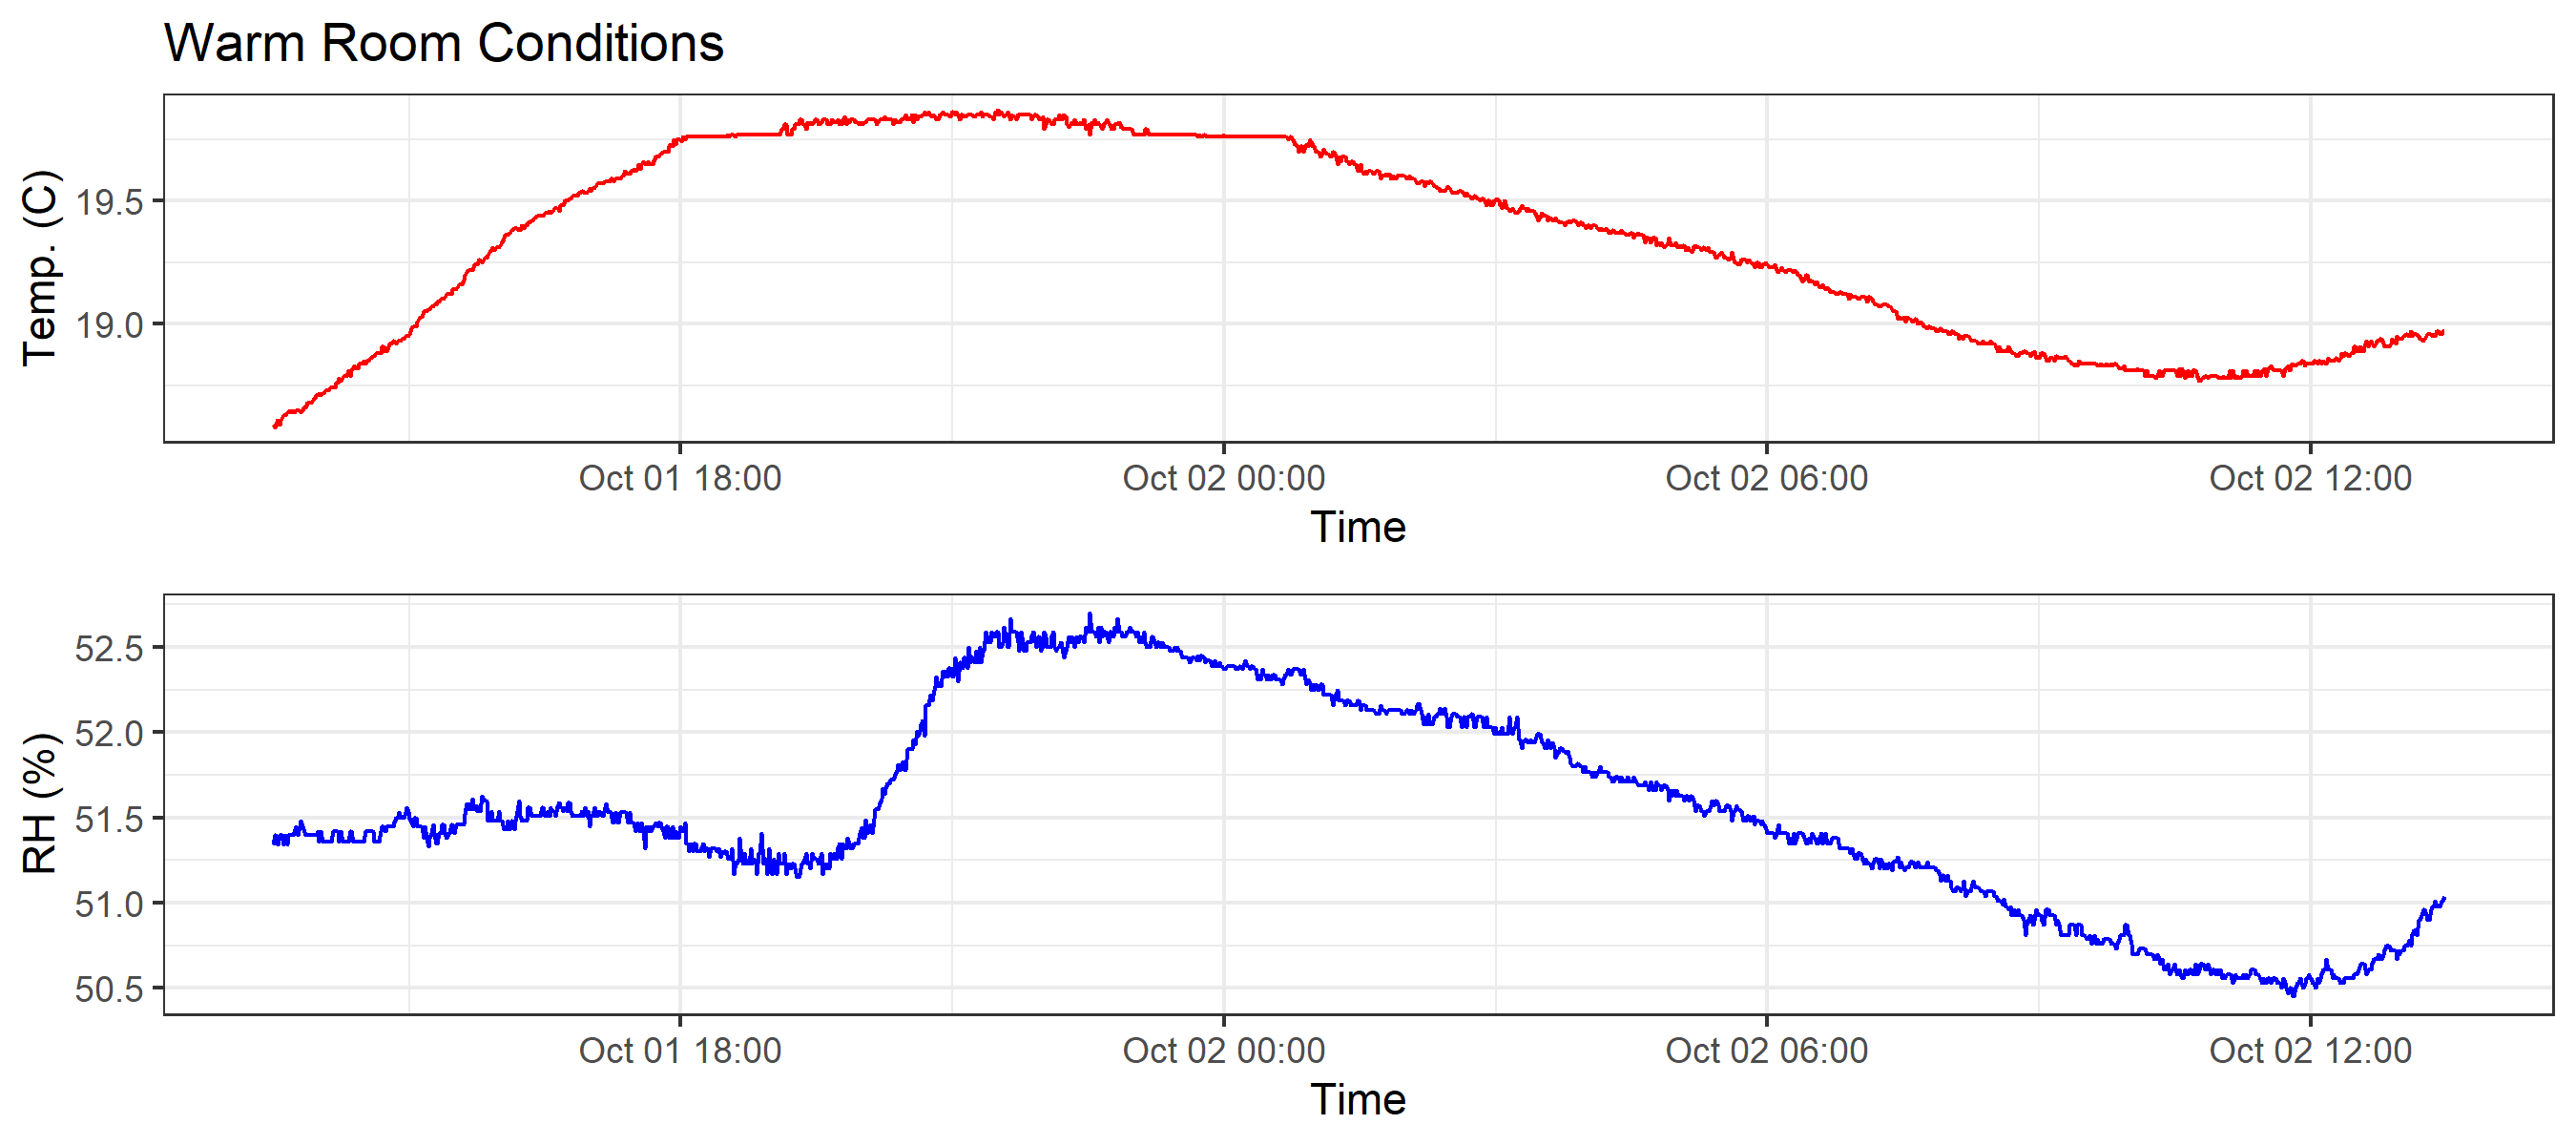 Warm Room Conditions
Temp. (C)
19.5
19.0
Oct 01 18:00 Oct 02 00:00 Oct 02 06:00 Oct 02 12:00
Time
RH (%)
52.5
52.0
51.5
51.0
50.5
Oct 01 18:00 Oct 02 00:00 Oct 02 06:00 Oct 02 12:00
Time